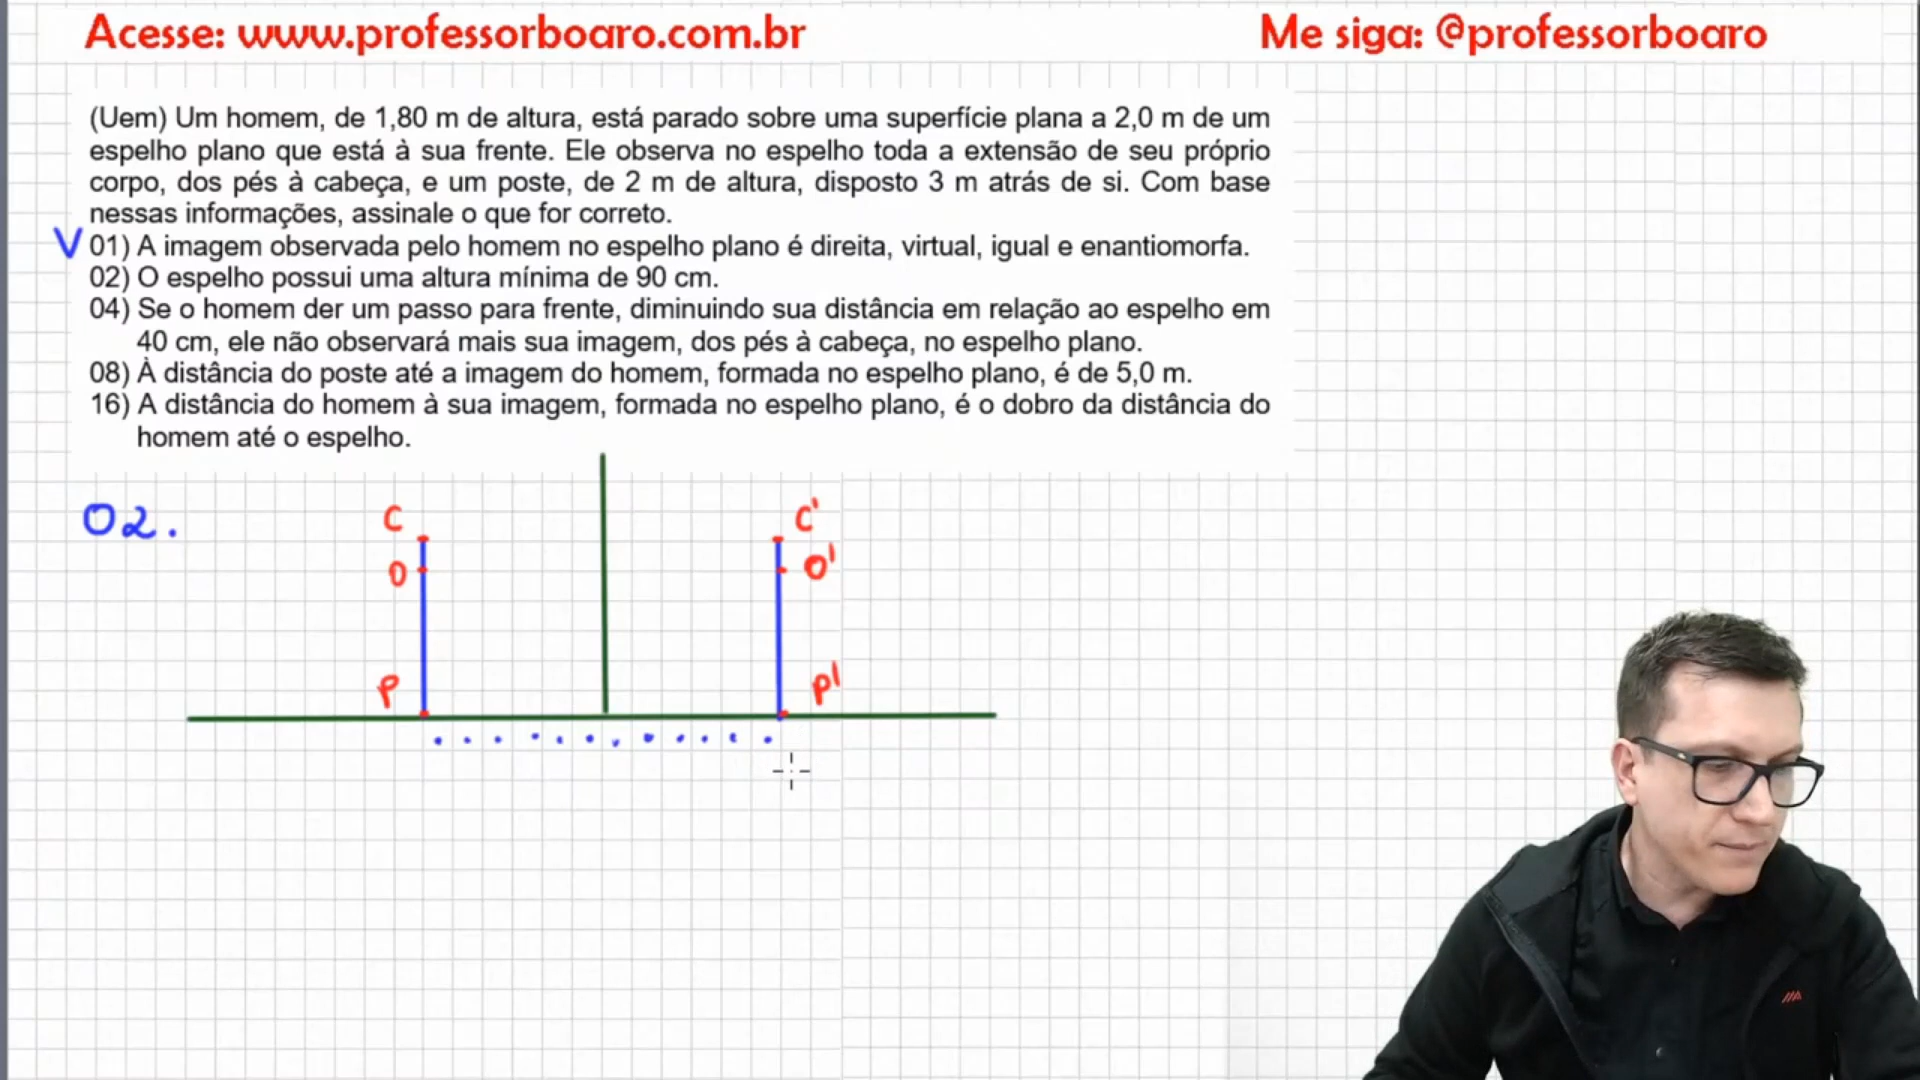 Acesse: www.professorboaro.com.br
Me siga: @professorboaro
(Uem) Um homem, de 1,80 m de altura, está parado sobre uma superfície plana a 2,0 m de um
espelho plano que está à sua frente. Ele observa no espelho toda a extensão de seu próprio
corpo, dos pés à cabeça, e um poste, de 2 m de altura, disposto 3 m atrás de si. Com base
nessas informações, assinale o que for correto.
V 01) A imagem observada pelo homem no espelho plano é direita, virtual, igual e enantiomorfa.
02) O espelho possui uma altura mínima de 90 cm.
04) Se o homem der um passo para frente, diminuindo sua distância em relação ao espelho em
40 cm, ele não observará mais sua imagem, dos pés à cabeça, no espelho plano.
08) À distância do poste até a imagem do homem, formada no espelho plano, é de 5,0 m.
16) A distância do homem à sua imagem, formada no espelho plano, é o dobro da distância do
homem até o espelho.
02.
C C'
O O'
P P'